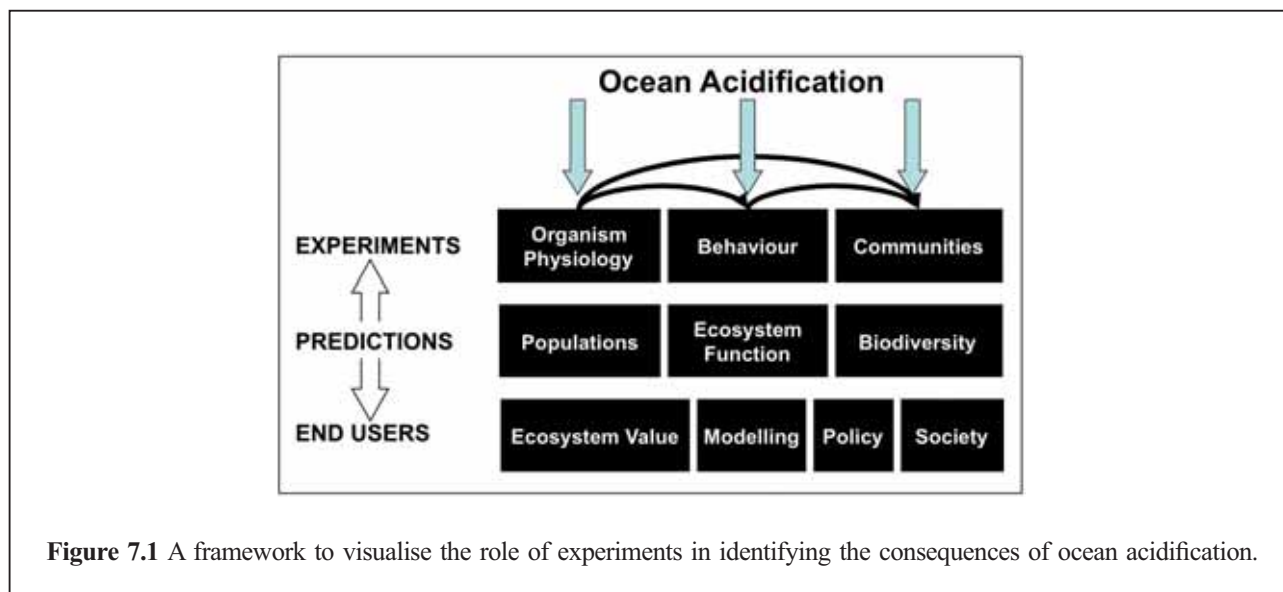 Ocean Acidification
EXPERIMENTS
Organism
Physiology
Behaviour
Communities
PREDICTIONS
Populations
Ecosystem
Function
Biodiversity
END USERS
Ecosystem Value
Modelling
Policy
Society
Figure 7.1 A framework to visualise the role of experiments in identifying the consequences of ocean acidification.